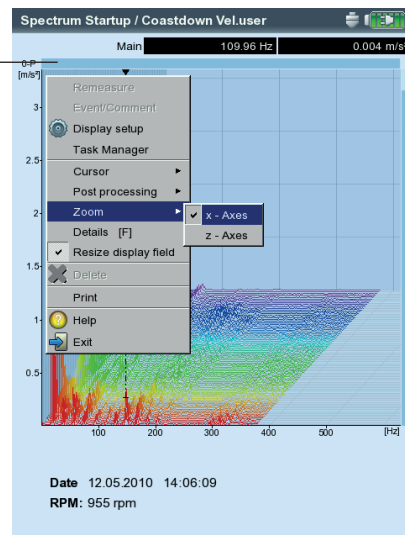 Spectrum Startup / Coastdown Vel.user
Main 109.96 Hz 0.004 m/s²
0-P
[m/s²]
Remeasure
Event/Comment
Display setup
Task Manager
Cursor
Post processing
Zoom
x - Axes
z - Axes
Details [F]
Resize display field
Delete
Print
Help
Exit
3
2.5
2
1.5
1
0.5
100 200 300 400 500 [Hz]
Date 12.05.2010 14:06:09
RPM: 955 rpm